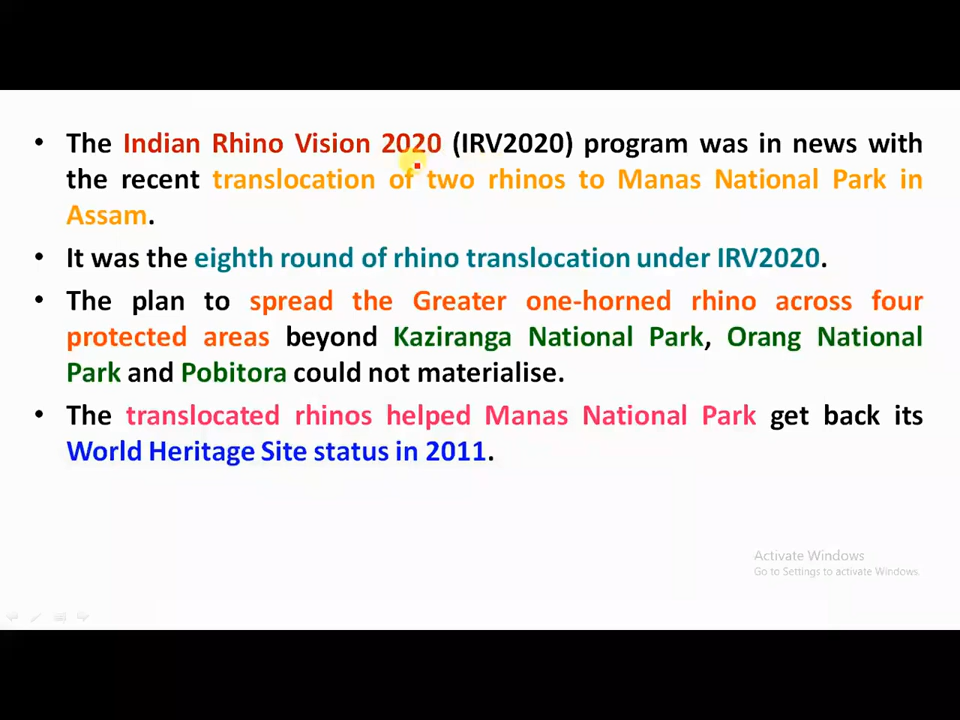 • The Indian Rhino Vision 2020 (IRV2020) program was in news with
the recent translocation of two rhinos to Manas National Park in
Assam.
• It was the eighth round of rhino translocation under IRV2020.
• The plan to spread the Greater one-horned rhino across four
protected areas beyond Kaziranga National Park, Orang National
Park and Pobitora could not materialise.
• The translocated rhinos helped Manas National Park get back its
World Heritage Site status in 2011.
Activate Windows
Go to Settings to activate Windows.